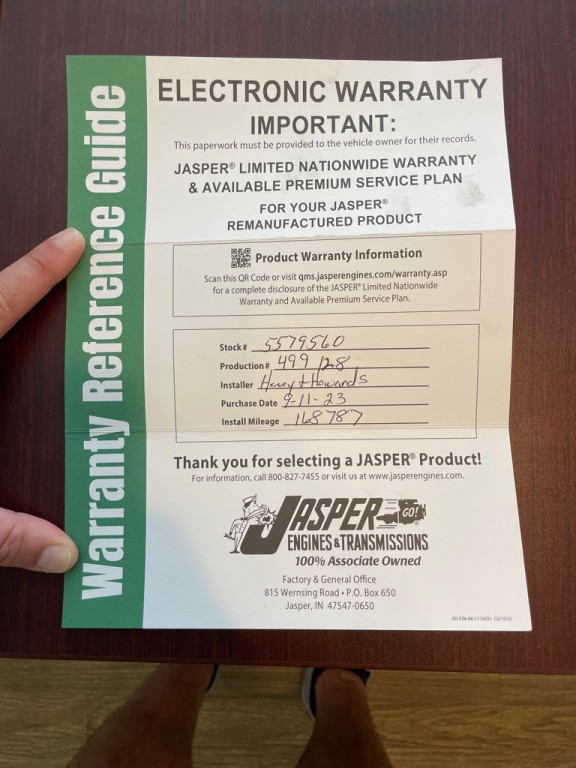 Warranty Reference Guide
ELECTRONIC WARRANTY
IMPORTANT:
This paperwork must be provided to the vehicle owner for their records.
JASPER® LIMITED NATIONWIDE WARRANTY
& AVAILABLE PREMIUM SERVICE PLAN
FOR YOUR JASPER®
REMANUFACTURED PRODUCT
Product Warranty Information
Scan this QR Code or visit qms.jasperengines.com/warranty.asp
for a complete disclosure of the JASPER® Limited Nationwide
Warranty and Available Premium Service Plan.
Stock# 5579560
Production# 499128
Installer Henry & Howards
Purchase Date 9-11-23
Install Mileage 168787
Thank you for selecting a JASPER® Product!
For information, call 800-827-7455 or visit us at www.jasperengines.com.
JASPER GO!
ENGINES & TRANSMISSIONS
100% Associate Owned
Factory & General Office
815 Wernsing Road • P.O. Box 650
Jasper, IN 47547-0650